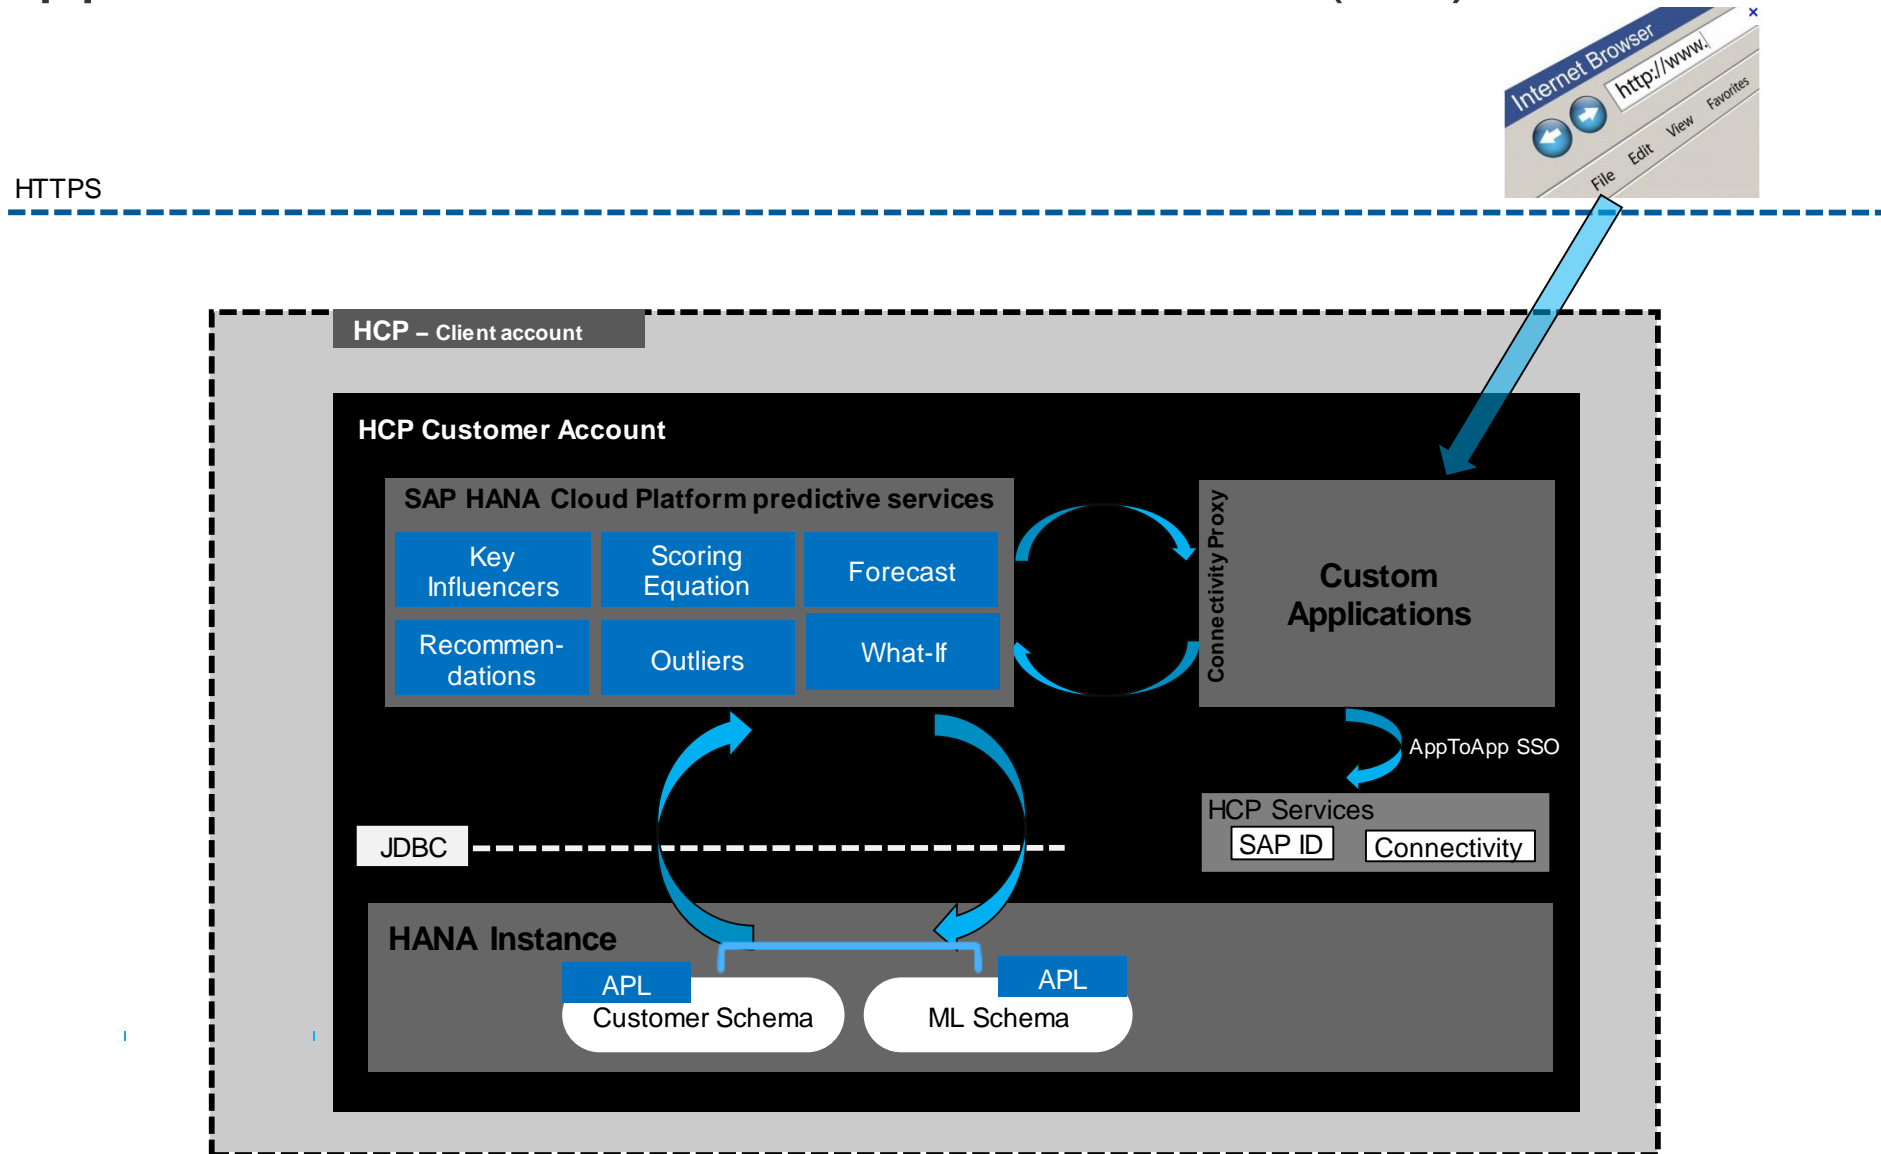 Internet Browser
http://www.
File Edit View Favorites
HTTPS
HCP – Client account
HCP Customer Account
SAP HANA Cloud Platform predictive services
Key
Influencers
Scoring
Equation
Forecast
Recommen-
dations
Outliers
What-If
Connectivity Proxy
Custom
Applications
AppToApp SSO
HCP Services
SAP ID
Connectivity
JDBC
HANA Instance
APL
Customer Schema
APL
ML Schema